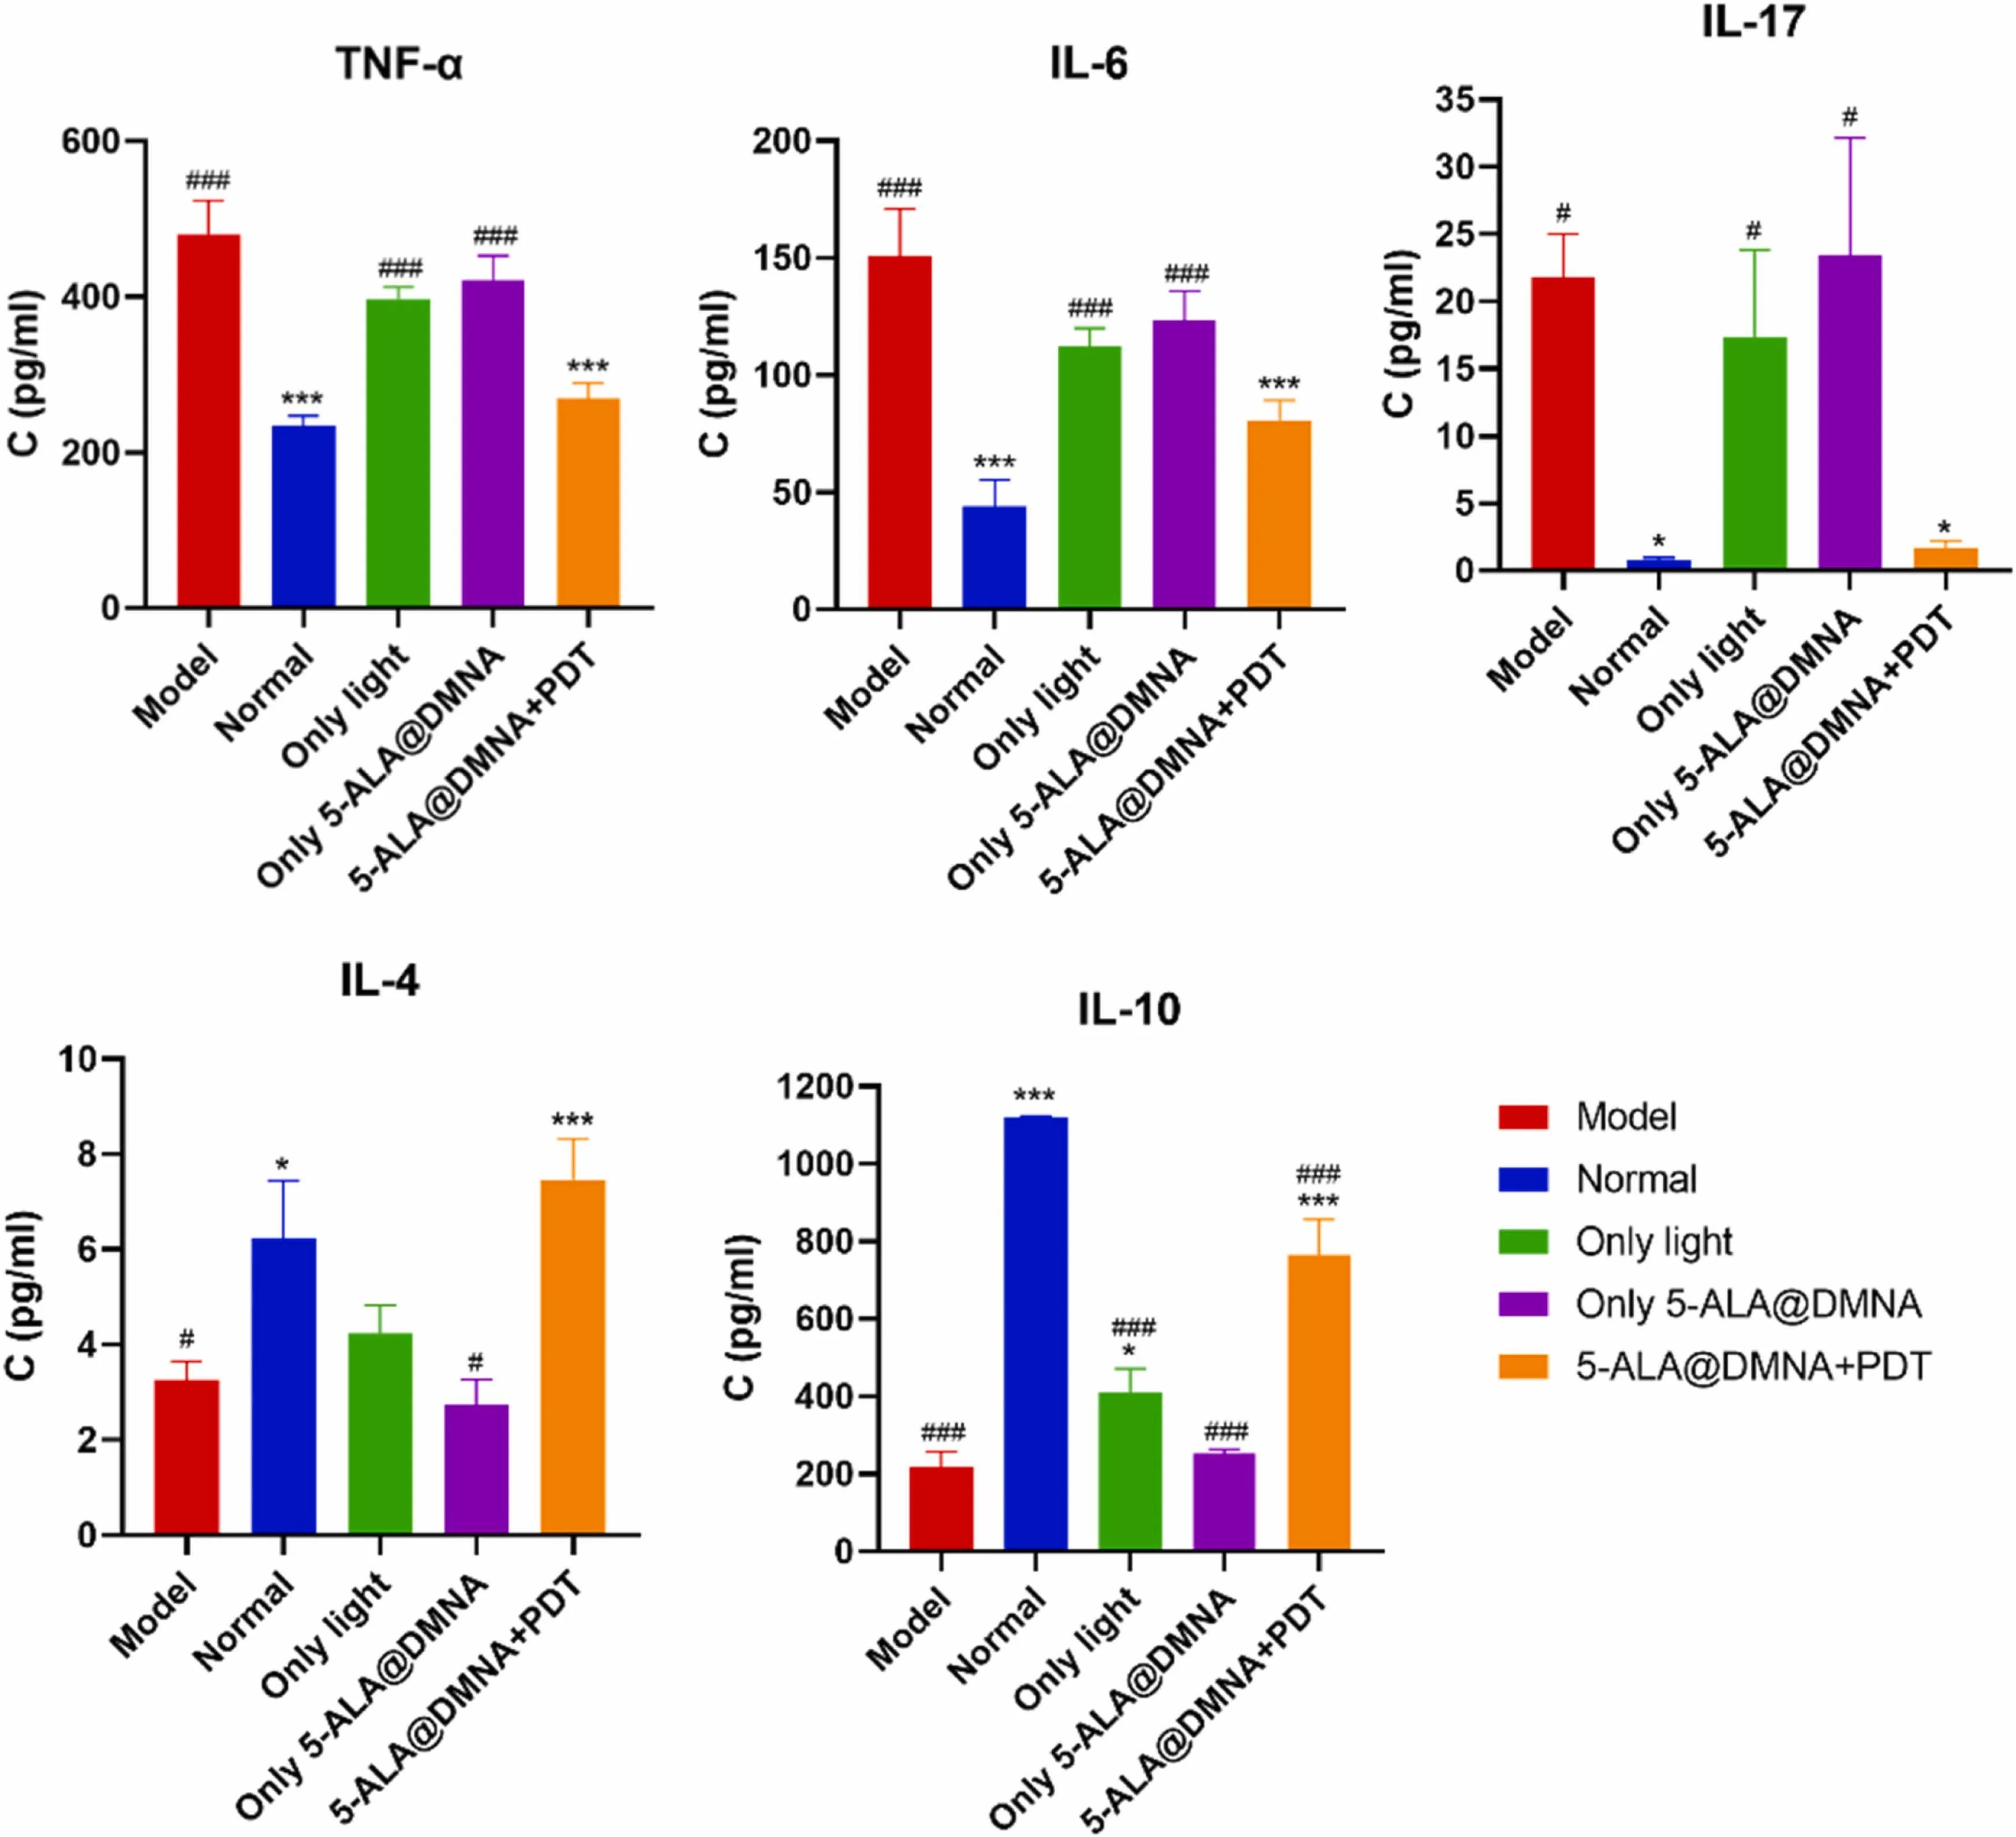 TNF-α
C (pg/ml)
600
400
200
0
###
***
###
###
***
Model
Normal
Only light
Only 5-ALA@DMNA
5-ALA@DMNA+PDT
IL-6
C (pg/ml)
200
150
100
50
0
###
***
###
###
***
Model
Normal
Only light
Only 5-ALA@DMNA
5-ALA@DMNA+PDT
IL-17
C (pg/ml)
35
30
25
20
15
10
5
0
#
*
#
#
*
Model
Normal
Only light
Only 5-ALA@DMNA
5-ALA@DMNA+PDT
IL-4
C (pg/ml)
10
8
6
4
2
0
#
*
#
***
Model
Normal
Only light
Only 5-ALA@DMNA
5-ALA@DMNA+PDT
IL-10
C (pg/ml)
1200
1000
800
600
400
200
0
###
***
###
*
###
###
***
Model
Normal
Only light
Only 5-ALA@DMNA
5-ALA@DMNA+PDT
Model
Normal
Only light
Only 5-ALA@DMNA
5-ALA@DMNA+PDT